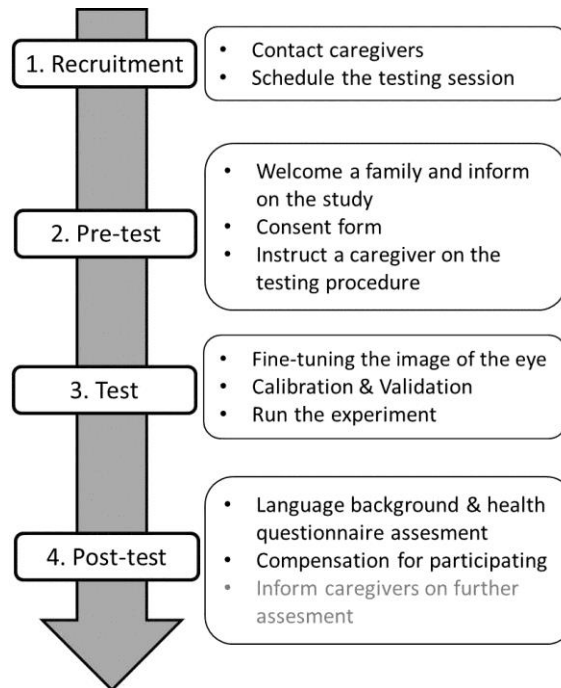 1. Recruitment
• Contact caregivers
• Schedule the testing session
2. Pre-test
• Welcome a family and inform
on the study
• Consent form
• Instruct a caregiver on the
testing procedure
3. Test
• Fine-tuning the image of the eye
• Calibration & Validation
• Run the experiment
4. Post-test
• Language background & health
questionnaire assesment
• Compensation for participating
• Inform caregivers on further
assesment